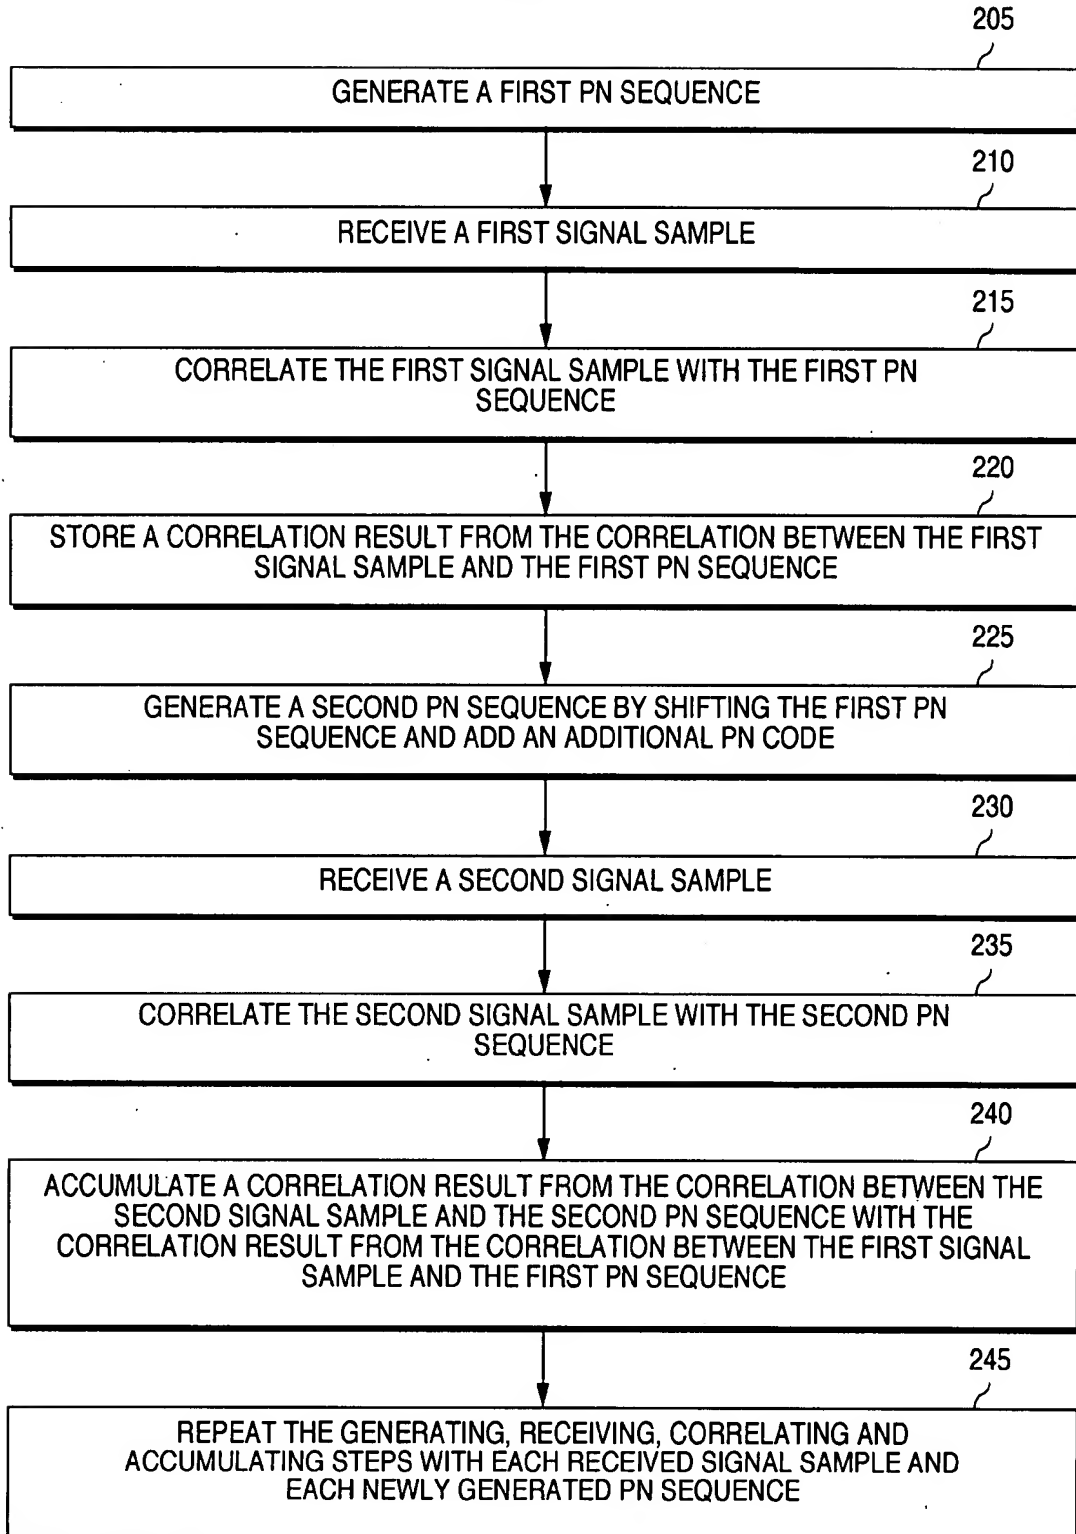 205
GENERATE A FIRST PN SEQUENCE
210
RECEIVE A FIRST SIGNAL SAMPLE
215
CORRELATE THE FIRST SIGNAL SAMPLE WITH THE FIRST PN
SEQUENCE
220
STORE A CORRELATION RESULT FROM THE CORRELATION BETWEEN THE FIRST
SIGNAL SAMPLE AND THE FIRST PN SEQUENCE
225
GENERATE A SECOND PN SEQUENCE BY SHIFTING THE FIRST PN
SEQUENCE AND ADD AN ADDITIONAL PN CODE
230
RECEIVE A SECOND SIGNAL SAMPLE
235
CORRELATE THE SECOND SIGNAL SAMPLE WITH THE SECOND PN
SEQUENCE
240
ACCUMULATE A CORRELATION RESULT FROM THE CORRELATION BETWEEN THE
SECOND SIGNAL SAMPLE AND THE SECOND PN SEQUENCE WITH THE
CORRELATION RESULT FROM THE CORRELATION BETWEEN THE FIRST SIGNAL
SAMPLE AND THE FIRST PN SEQUENCE
245
REPEAT THE GENERATING, RECEIVING, CORRELATING AND
ACCUMULATING STEPS WITH EACH RECEIVED SIGNAL SAMPLE AND
EACH NEWLY GENERATED PN SEQUENCE